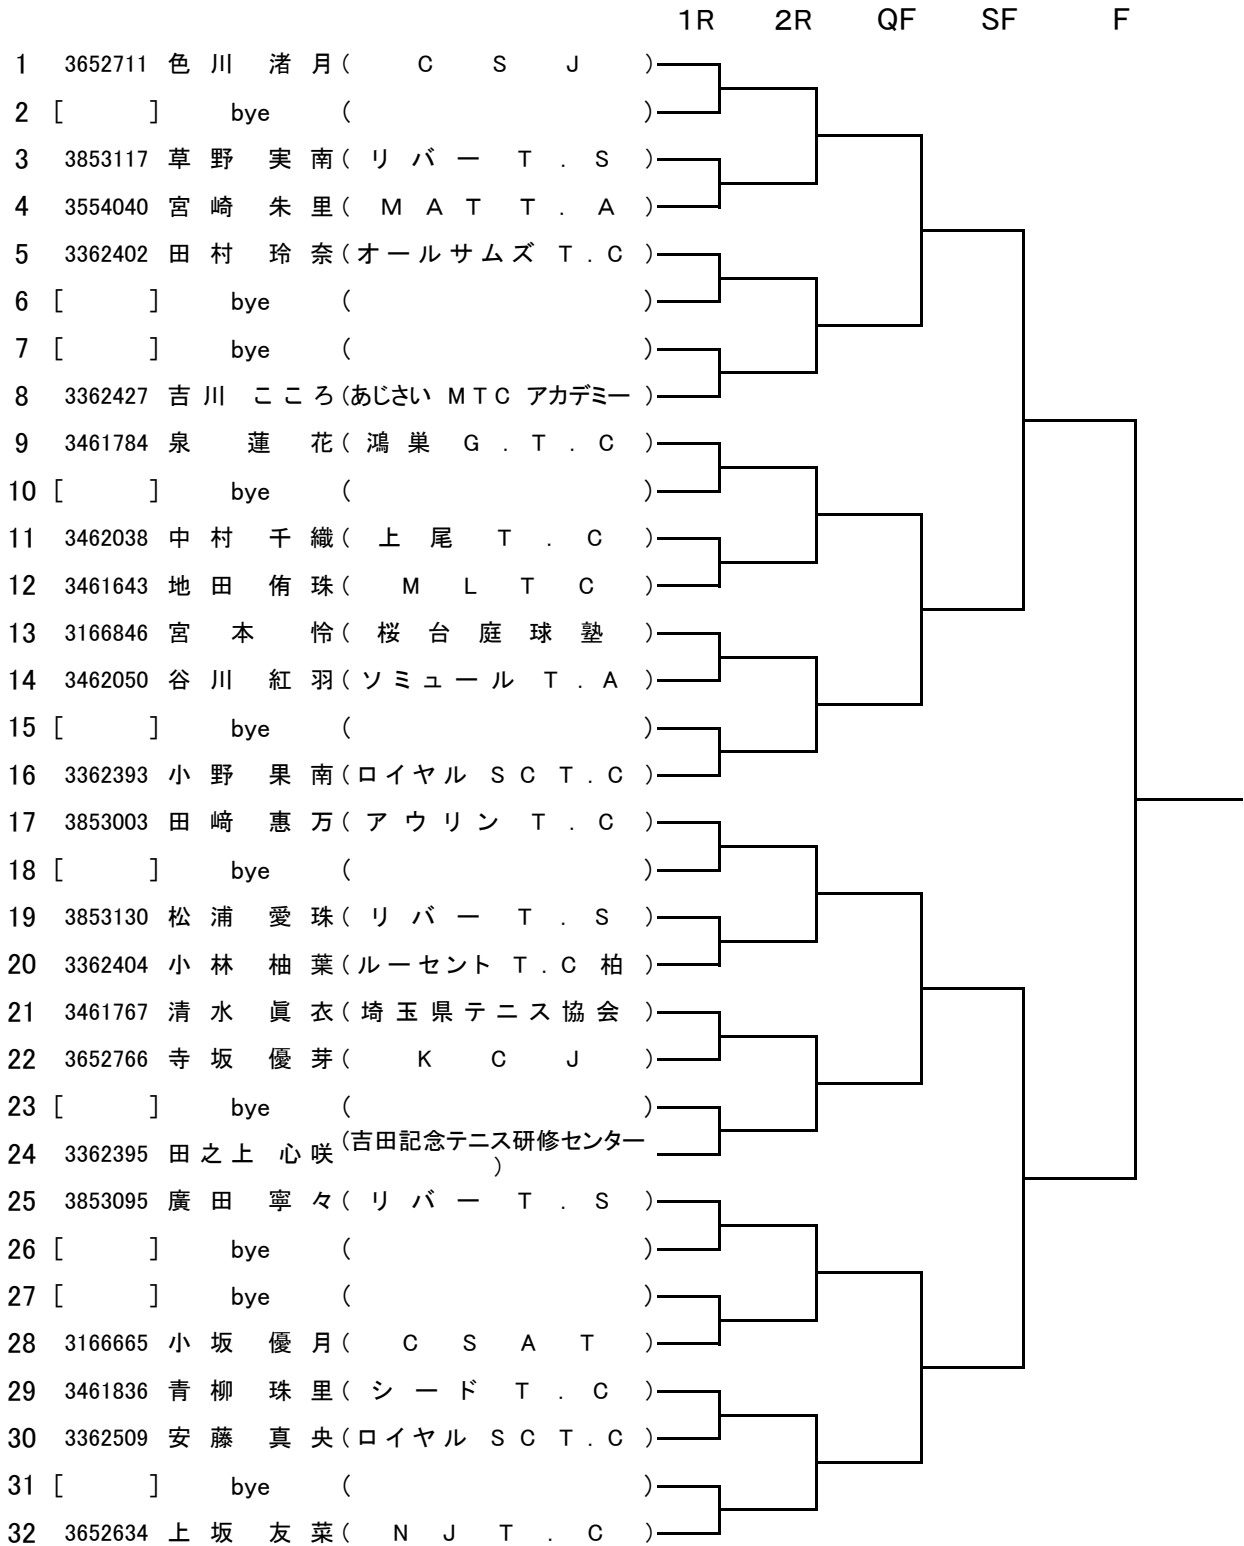 1R 2R QF SF F
1 3652711 色川 渚月 ( C S J )
2 [ ] bye ( )
3 3853117 草野 実南 ( リバー T . S )
4 3554040 宮崎 朱里 ( M A T T . A )
5 3362402 田村 玲奈 ( オールサムズ T . C )
6 [ ] bye ( )
7 [ ] bye ( )
8 3362427 吉川 こころ ( あじさい MTC アカデミー )
9 3461784 泉 蓮花 ( 鴻巣 G . T . C )
10 [ ] bye ( )
11 3462038 中村 千織 ( 上尾 T . C )
12 3461643 地田 侑珠 ( M L T C )
13 3166846 宮本 怜 ( 桜台庭球塾 )
14 3462050 谷川 紅羽 ( ソミュール T . A )
15 [ ] bye ( )
16 3362393 小野 果南 ( ロイヤル S C T . C )
17 3853003 田﨑 惠万 ( アウリン T . C )
18 [ ] bye ( )
19 3853130 松浦 愛珠 ( リバー T . S )
20 3362404 小林 柚葉 ( ルーセント T . C 柏 )
21 3461767 清水 眞衣 ( 埼玉県テニス協会 )
22 3652766 寺坂 優芽 ( K C J )
23 [ ] bye ( )
24 3362395 田之上 心咲 ( 吉田記念テニス研修センター
)
25 3853095 廣田 寧々 ( リバー T . S )
26 [ ] bye ( )
27 [ ] bye ( )
28 3166665 小坂 優月 ( C S A T )
29 3461836 青柳 珠里 ( シード T . C )
30 3362509 安藤 真央 ( ロイヤル S C T . C )
31 [ ] bye ( )
32 3652634 上坂 友菜 ( N J T . C )